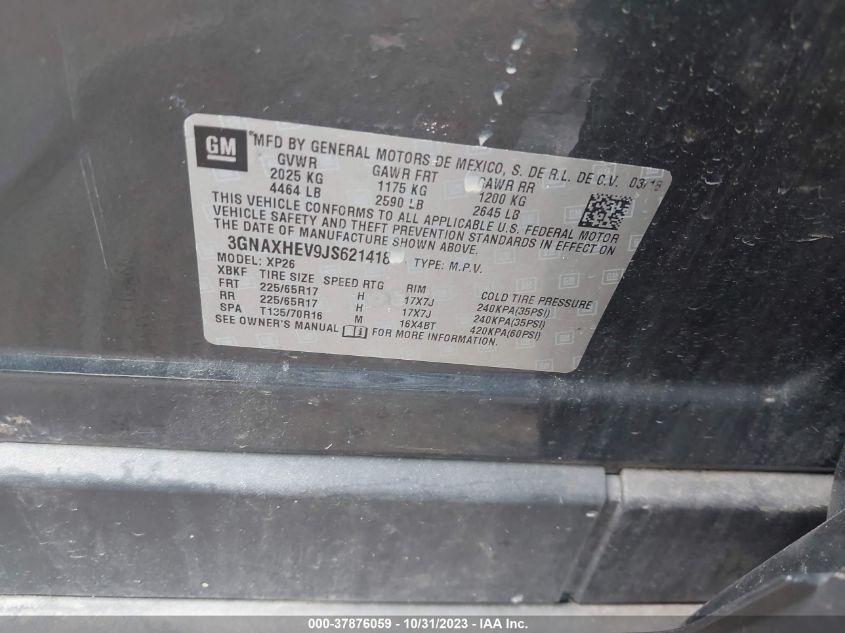 GM
MFD BY GENERAL MOTORS DE MEXICO, S. DE R.L. DE C.V. 03/18
GVWR GAWR FRT GAWR RR
2025 KG 1175 KG 1200 KG
4464 LB 2590 LB 2645 LB
THIS VEHICLE CONFORMS TO ALL APPLICABLE U.S. FEDERAL MOTOR
VEHICLE SAFETY AND THEFT PREVENTION STANDARDS IN EFFECT ON
THE DATE OF MANUFACTURE SHOWN ABOVE.
3GNAXHEV9JS621418 TYPE: M.P.V.
MODEL: XP26
XBKF TIRE SIZE SPEED RTG RIM COLD TIRE PRESSURE
FRT 225/65R17 H 17X7J 240KPA(35PSI)
RR 225/65R17 H 17X7J 240KPA(35PSI)
SPA T135/70R16 M 16X4BT 420KPA(60PSI)
SEE OWNER'S MANUAL FOR MORE INFORMATION.
000-37876059 - 10/31/2023 - IAA Inc.